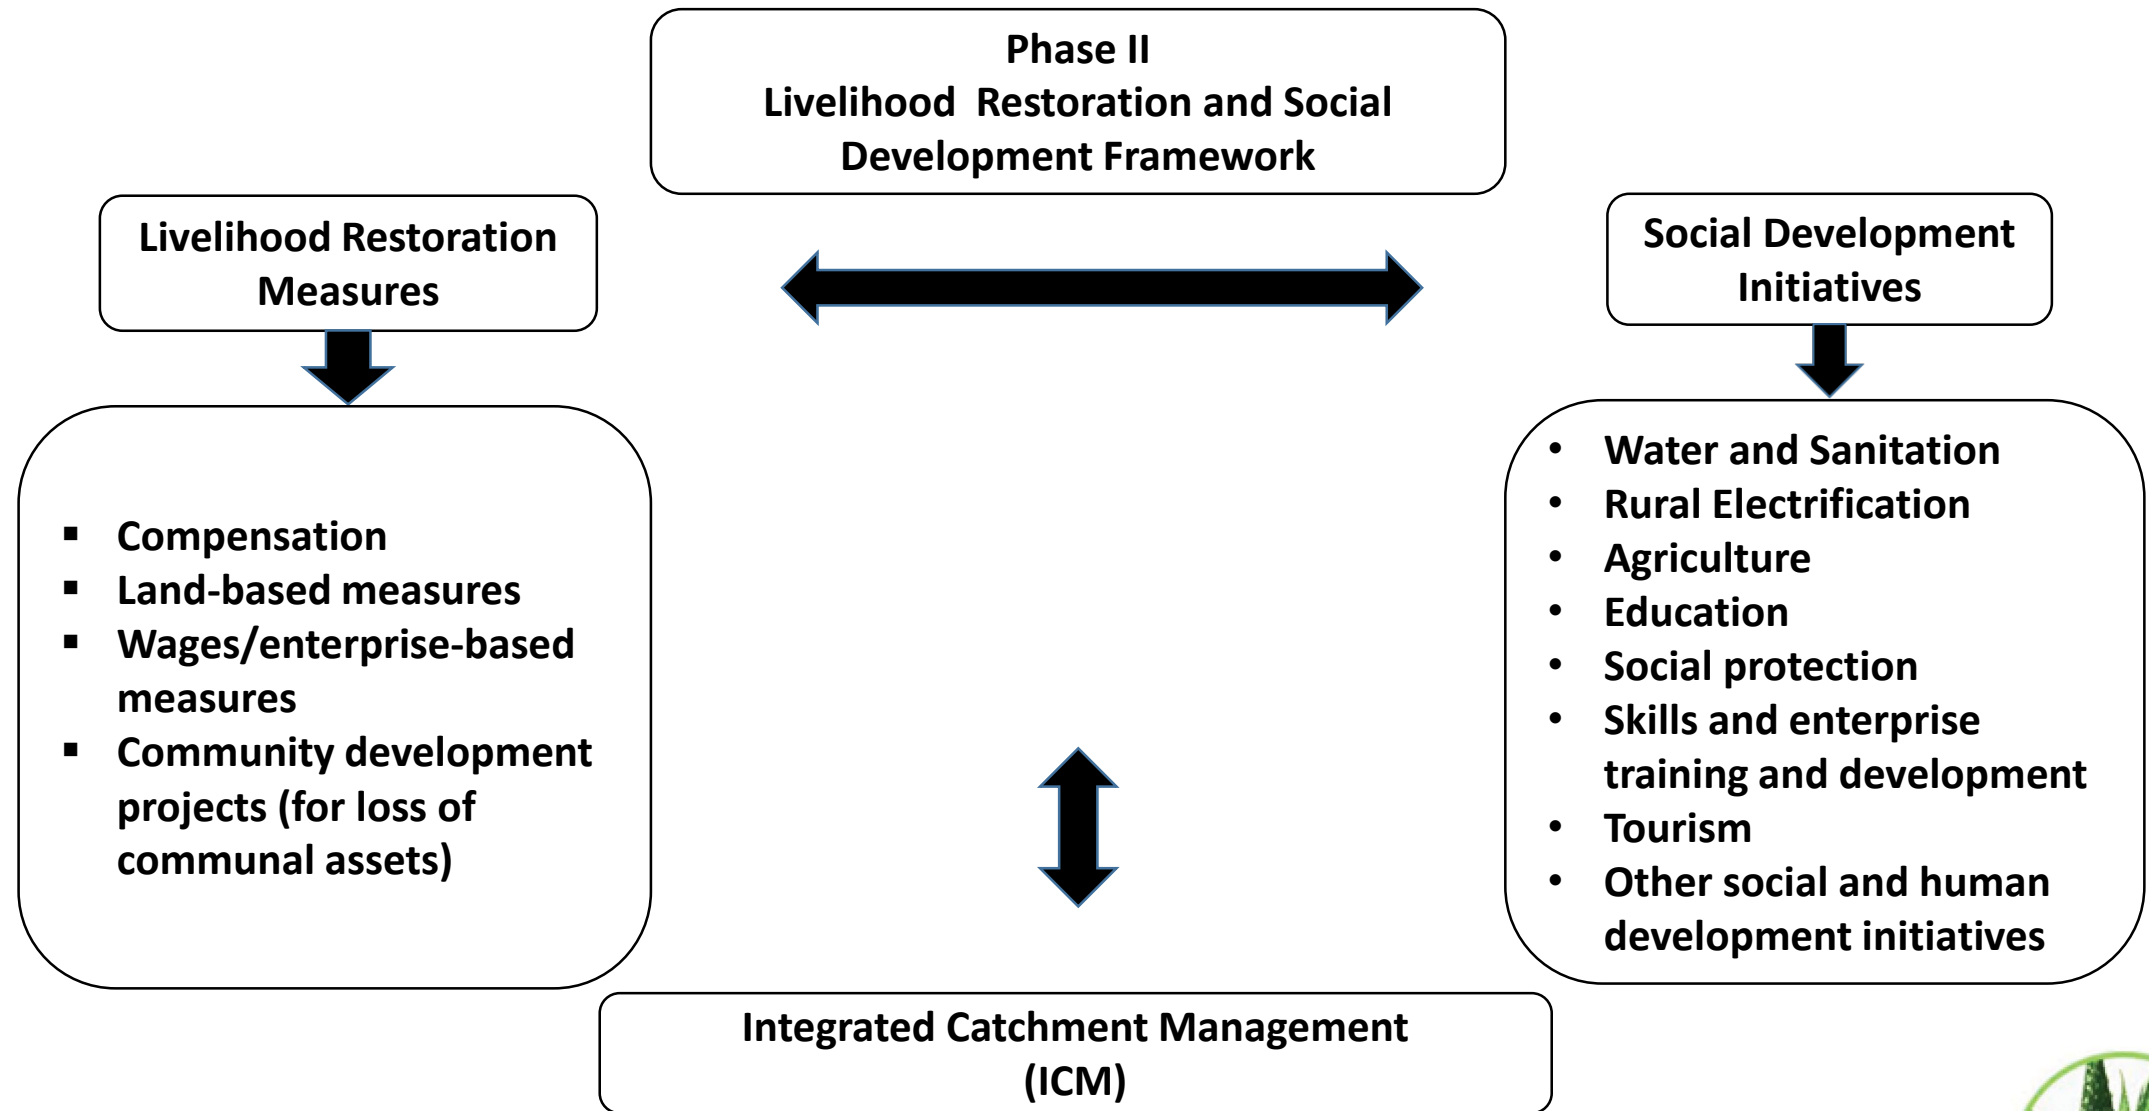 Phase II
Livelihood Restoration and Social
Development Framework
Livelihood Restoration
Measures
Social Development
Initiatives
▪ Compensation
▪ Land-based measures
▪ Wages/enterprise-based
measures
▪ Community development
projects (for loss of
communal assets)
• Water and Sanitation
• Rural Electrification
• Agriculture
• Education
• Social protection
• Skills and enterprise
training and development
• Tourism
• Other social and human
development initiatives
Integrated Catchment Management
(ICM)